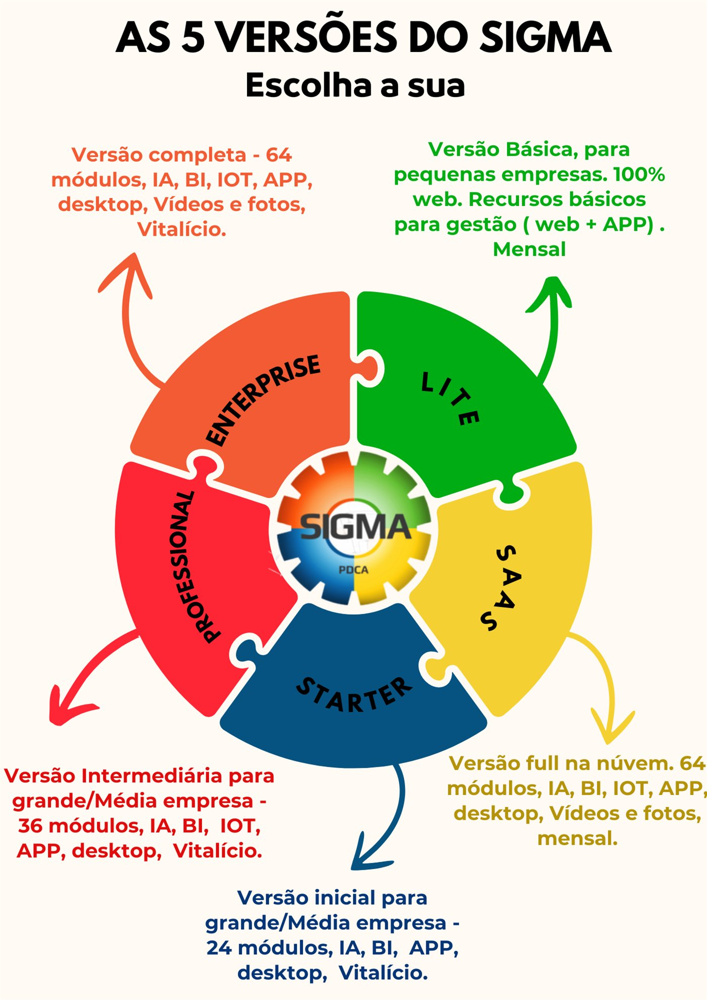 AS 5 VERSÕES DO SIGMA
Escolha a sua
Versão completa - 64
módulos, IA, BI, IOT, APP,
desktop, Vídeos e fotos,
Vitalício.
Versão Básica, para
pequenas empresas. 100%
web. Recursos básicos
para gestão ( web + APP) .
Mensal
ENTERPRISE
LITE
PROFESSIONAL
SIGMA
PDCA
SAAS
STARTER
Versão Intermediária para
grande/Média empresa -
36 módulos, IA, BI,  IOT,
APP, desktop,  Vitalício.
Versão full na núvem. 64
módulos, IA, BI, IOT, APP,
desktop, Vídeos e fotos,
mensal.
Versão inicial para
grande/Média empresa -
24 módulos, IA, BI,  APP,
desktop,  Vitalício.